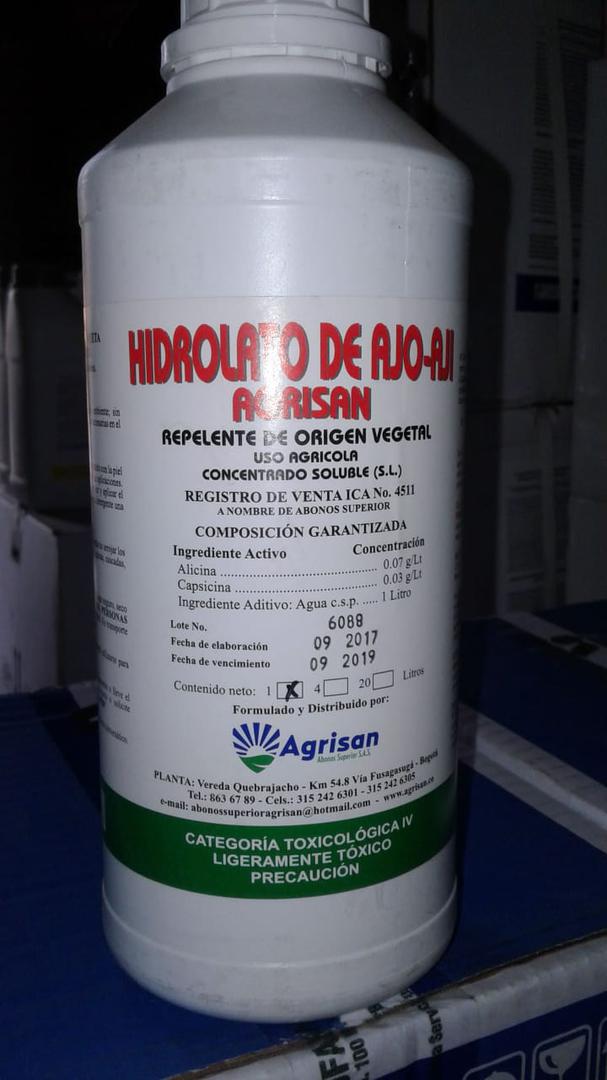 HIDROLATO DE AJO-AJI
AGRISAN
REPELENTE DE ORIGEN VEGETAL
USO AGRICOLA
CONCENTRADO SOLUBLE (S.L.)
REGISTRO DE VENTA ICA No. 4511
A NOMBRE DE ABONOS SUPERIOR
COMPOSICIÓN GARANTIZADA
Ingrediente Activo Concentración
Alicina ........................................ 0.07 g/Lt
Capsicina ..................................... 0.03 g/Lt
Ingrediente Aditivo: Agua c.s.p. ..... 1 Litro
Lote No. 6088
Fecha de elaboración 09 2017
Fecha de vencimiento 09 2019
Contenido neto: 1 X 4 20 Litros
Formulado y Distribuido por:
Agrisan
Abonos Superior S.A.S.
PLANTA: Vereda Quebrajacho - Km 54.8 Vía Fusagasugá - Bogotá
Tel.: 863 67 89 - Cels.: 315 242 6301 - 315 242 6305
e-mail: abonossuperioragrisan@hotmail.com - www.agrisan.co
CATEGORÍA TOXICOLÓGICA IV
LIGERAMENTE TÓXICO
PRECAUCIÓN